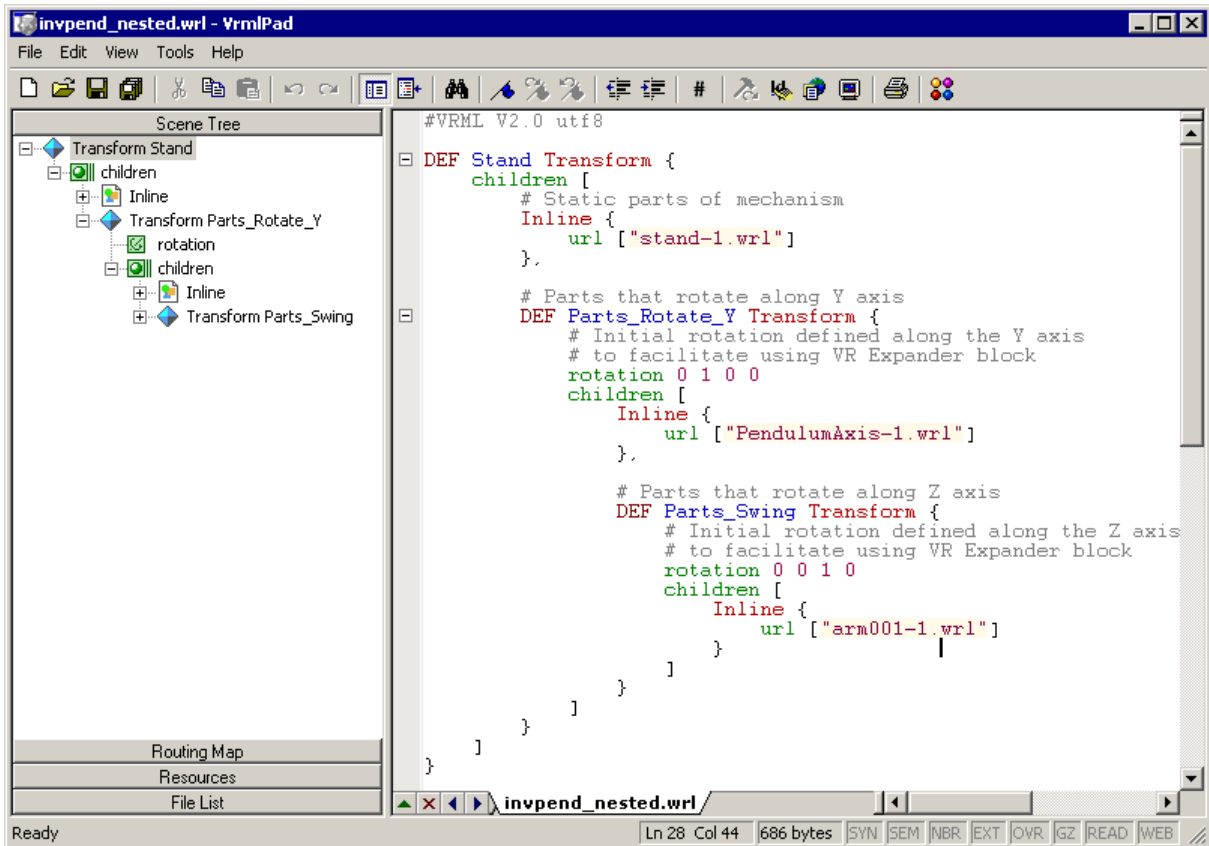 invpend_nested.wrl - VrmlPad
File Edit View Tools Help
#
Scene Tree
Transform Stand
children
Inline
Transform Parts_Rotate_Y
rotation
children
Inline
Transform Parts_Swing
Routing Map
Resources
File List
#VRML V2.0 utf8
DEF Stand Transform {
children [
# Static parts of mechanism
Inline {
url ["stand-1.wrl"]
},
# Parts that rotate along Y axis
DEF Parts_Rotate_Y Transform {
# Initial rotation defined along the Y axis
# to facilitate using VR Expander block
rotation 0 1 0 0
children [
Inline {
url ["PendulumAxis-1.wrl"]
},
# Parts that rotate along Z axis
DEF Parts_Swing Transform {
# Initial rotation defined along the Z axis
# to facilitate using VR Expander block
rotation 0 0 1 0
children [
Inline {
url ["arm001-1.wrl"]
}
]
}
]
}
]
}
invpend_nested.wrl
Ready Ln 28 Col 44 686 bytes SYN SEM NBR EXT OVR GZ READ WEB